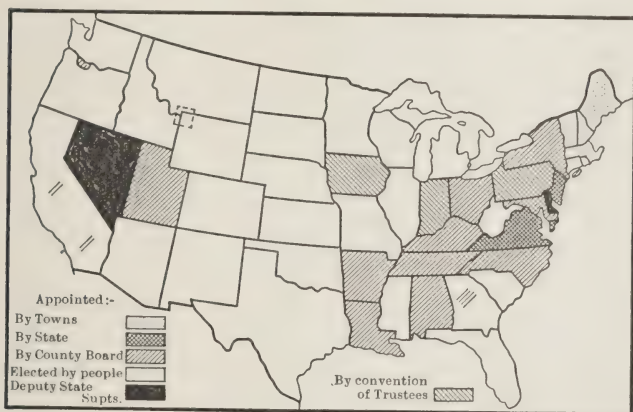 Appointed:-
By Towns
By State
By County Board
Elected by people
Deputy State
Supts.
By convention
of Trustees